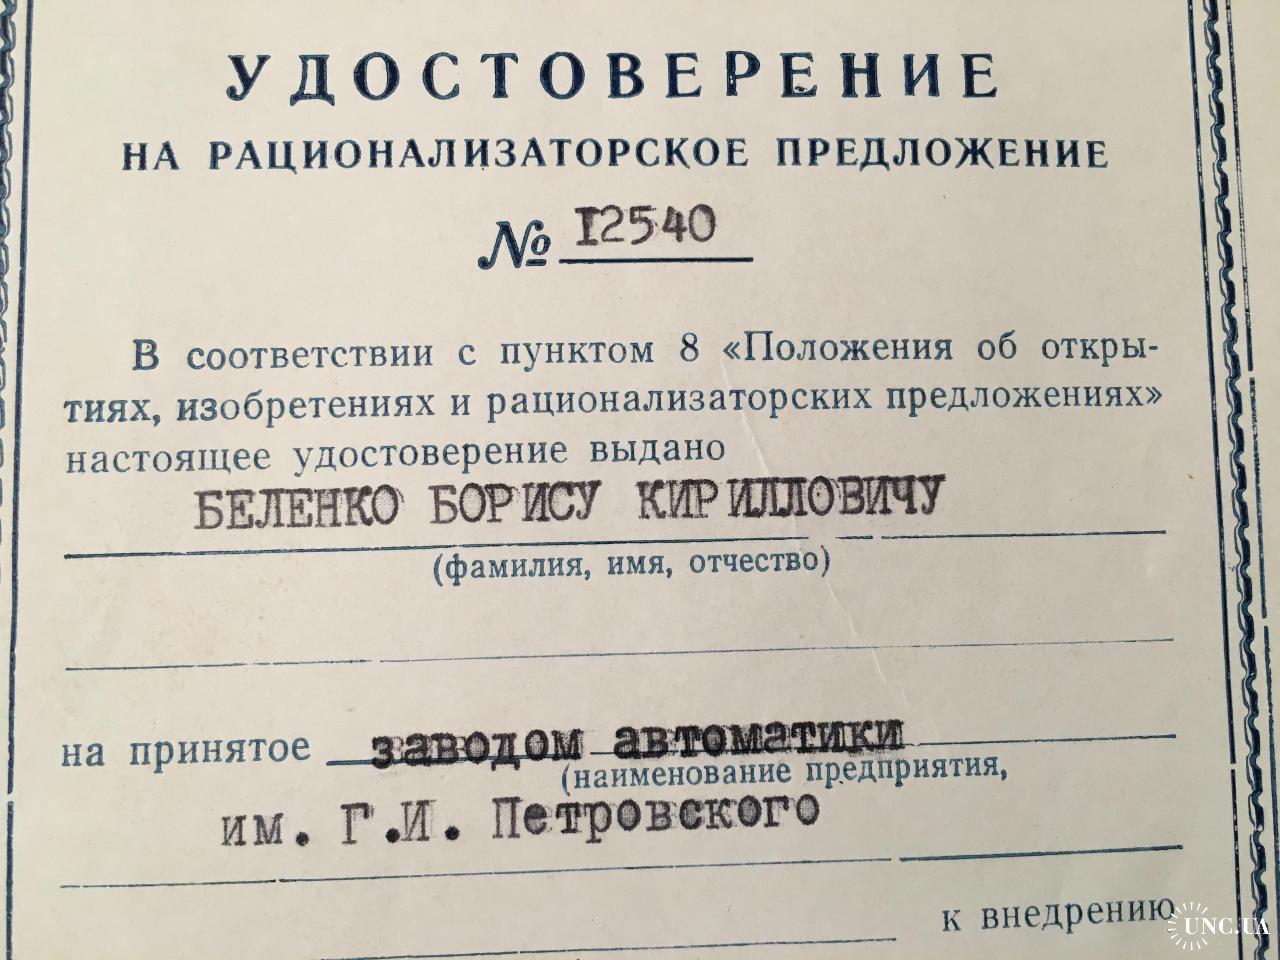 УДОСТОВЕРЕНИЕ
НА РАЦИОНАЛИЗАТОРСКОЕ ПРЕДЛОЖЕНИЕ
№ I2540
В соответствии с пунктом 8 «Положения об откры-
тиях, изобретениях и рационализаторских предложениях»
настоящее удостоверение выдано
БЕЛЕНКО БОРИСУ КИРИЛЛОВИЧУ
(фамилия, имя, отчество)
на принятое заводом автоматики
(наименование предприятия,
им. Г.И. Петровского
к внедрению
UNC.UA